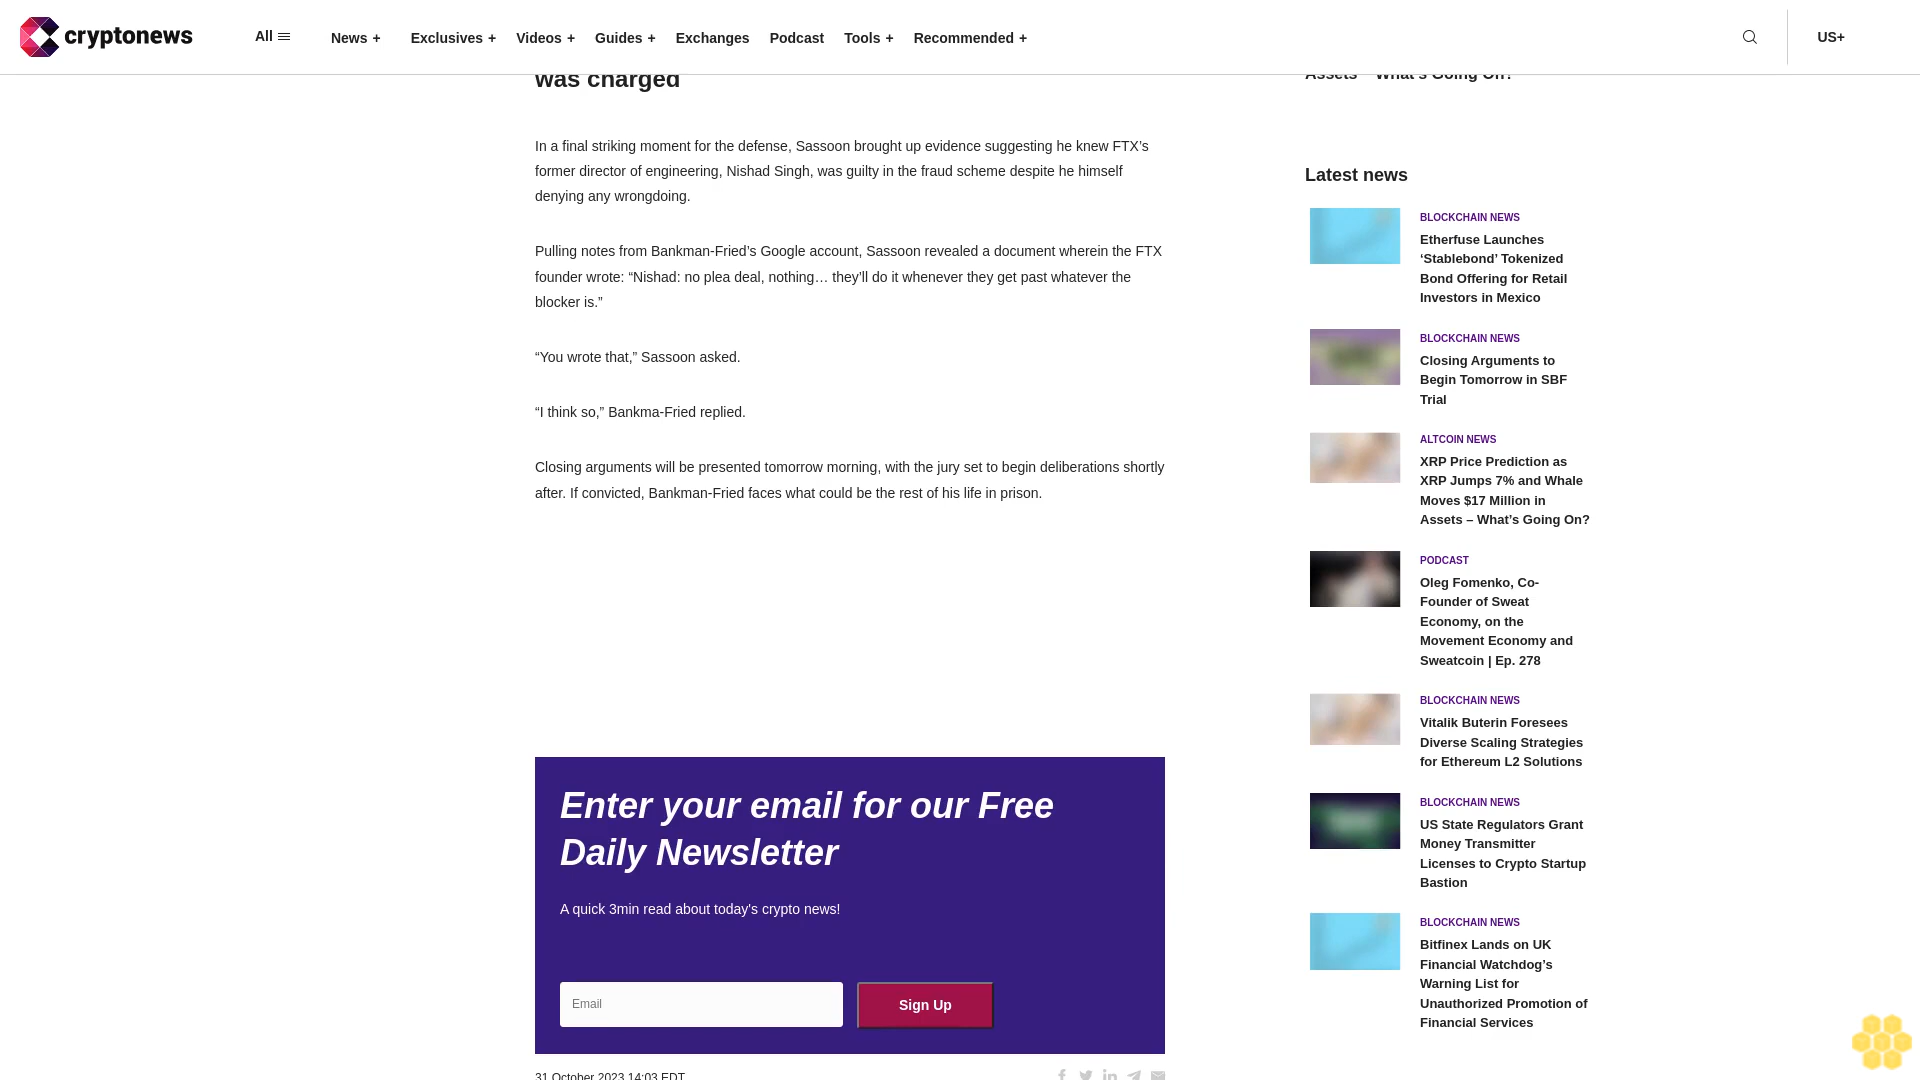 cryptonews
All
News +
Exclusives +
Videos +
Guides +
Exchanges
Podcast
Tools +
Recommended +
US+
was charged
In a final striking moment for the defense, Sassoon brought up evidence suggesting he knew FTX’s
former director of engineering, Nishad Singh, was guilty in the fraud scheme despite he himself
denying any wrongdoing.
Pulling notes from Bankman-Fried’s Google account, Sassoon revealed a document wherein the FTX
founder wrote: “Nishad: no plea deal, nothing… they’ll do it whenever they get past whatever the
blocker is.”
“You wrote that,” Sassoon asked.
“I think so,” Bankma-Fried replied.
Closing arguments will be presented tomorrow morning, with the jury set to begin deliberations shortly
after. If convicted, Bankman-Fried faces what could be the rest of his life in prison.
Enter your email for our Free
Daily Newsletter
A quick 3min read about today's crypto news!
Email
Sign Up
31 October 2023 14:03 EDT
Assets – What’s Going On?
Latest news
BLOCKCHAIN NEWS
Etherfuse Launches
‘Stablebond’ Tokenized
Bond Offering for Retail
Investors in Mexico
BLOCKCHAIN NEWS
Closing Arguments to
Begin Tomorrow in SBF
Trial
ALTCOIN NEWS
XRP Price Prediction as
XRP Jumps 7% and Whale
Moves $17 Million in
Assets – What’s Going On?
PODCAST
Oleg Fomenko, Co-
Founder of Sweat
Economy, on the
Movement Economy and
Sweatcoin | Ep. 278
BLOCKCHAIN NEWS
Vitalik Buterin Foresees
Diverse Scaling Strategies
for Ethereum L2 Solutions
BLOCKCHAIN NEWS
US State Regulators Grant
Money Transmitter
Licenses to Crypto Startup
Bastion
BLOCKCHAIN NEWS
Bitfinex Lands on UK
Financial Watchdog’s
Warning List for
Unauthorized Promotion of
Financial Services